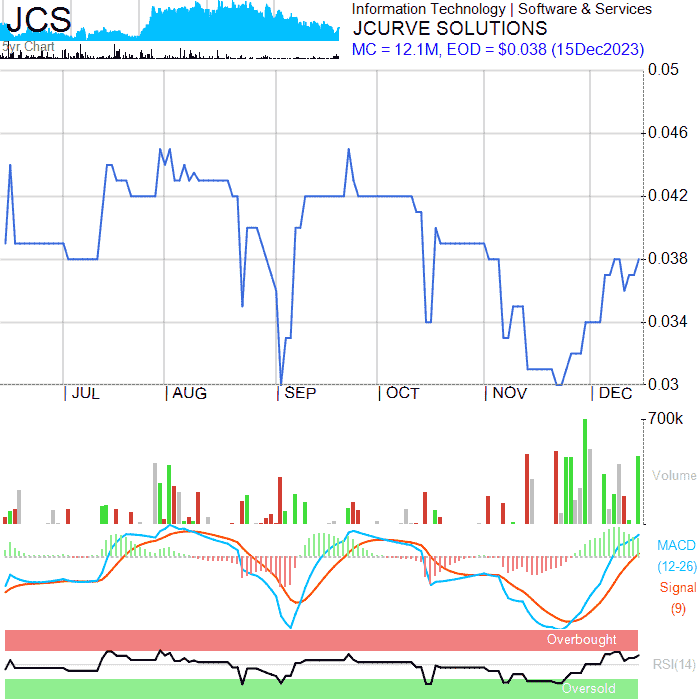 JCS
5yr Chart
Information Technology | Software & Services
JCURVE SOLUTIONS
MC = 12.1M, EOD = $0.038 (15Dec2023)
0.05
0.046
0.042
0.038
0.034
0.03
JUL
AUG
SEP
OCT
NOV
DEC
700k
Volume
MACD
(12-26)
Signal
(9)
Overbought
RSI(14)
Oversold